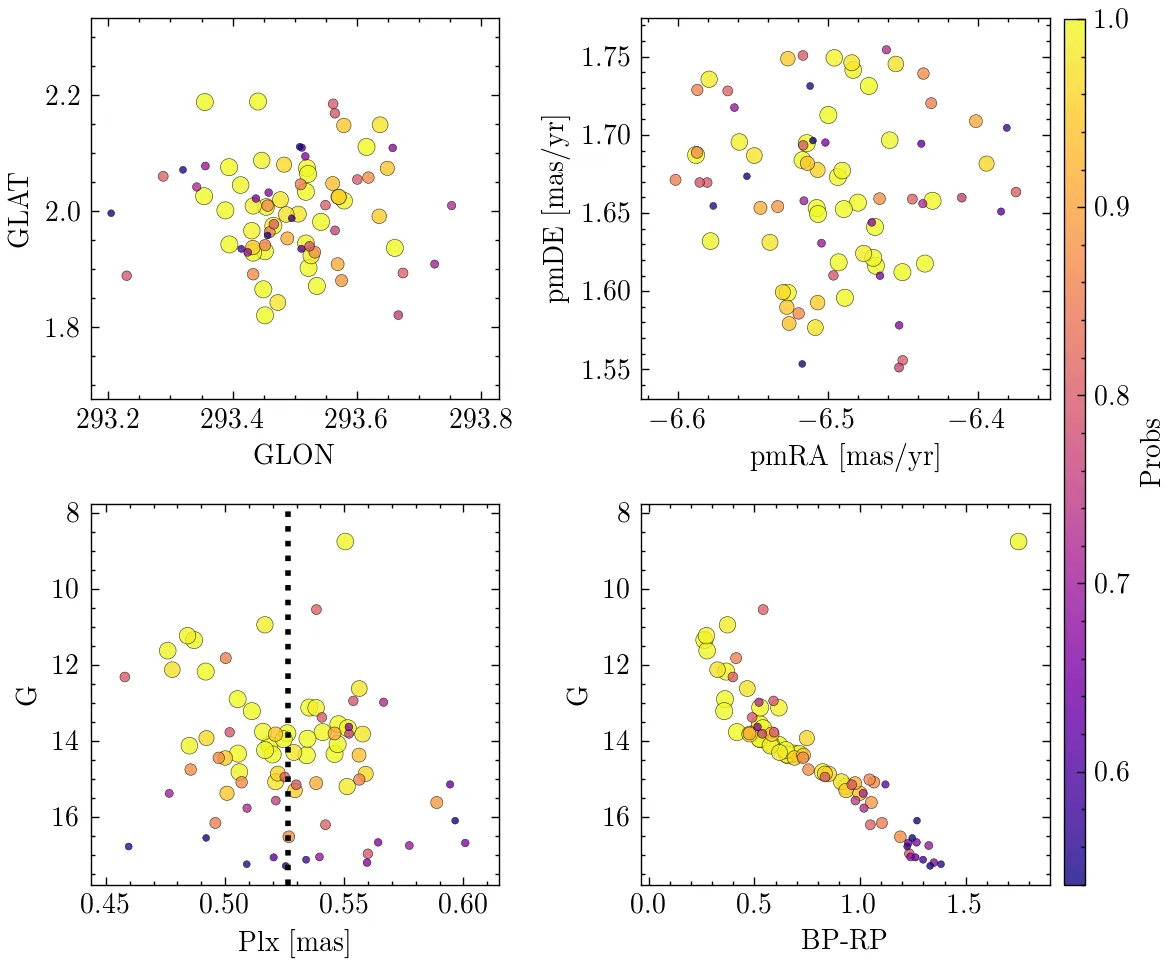 2.2
2.0
1.8
GLAT
293.2 293.4 293.6 293.8
GLON
1.75
1.70
1.65
1.60
1.55
pmDE [mas/yr]
−6.6 −6.5 −6.4
pmRA [mas/yr]
1.0
0.9
0.8
0.7
0.6
Probs
8
10
12
14
16
G
0.45 0.50 0.55 0.60
Plx [mas]
8
10
12
14
16
G
0.0 0.5 1.0 1.5
BP-RP